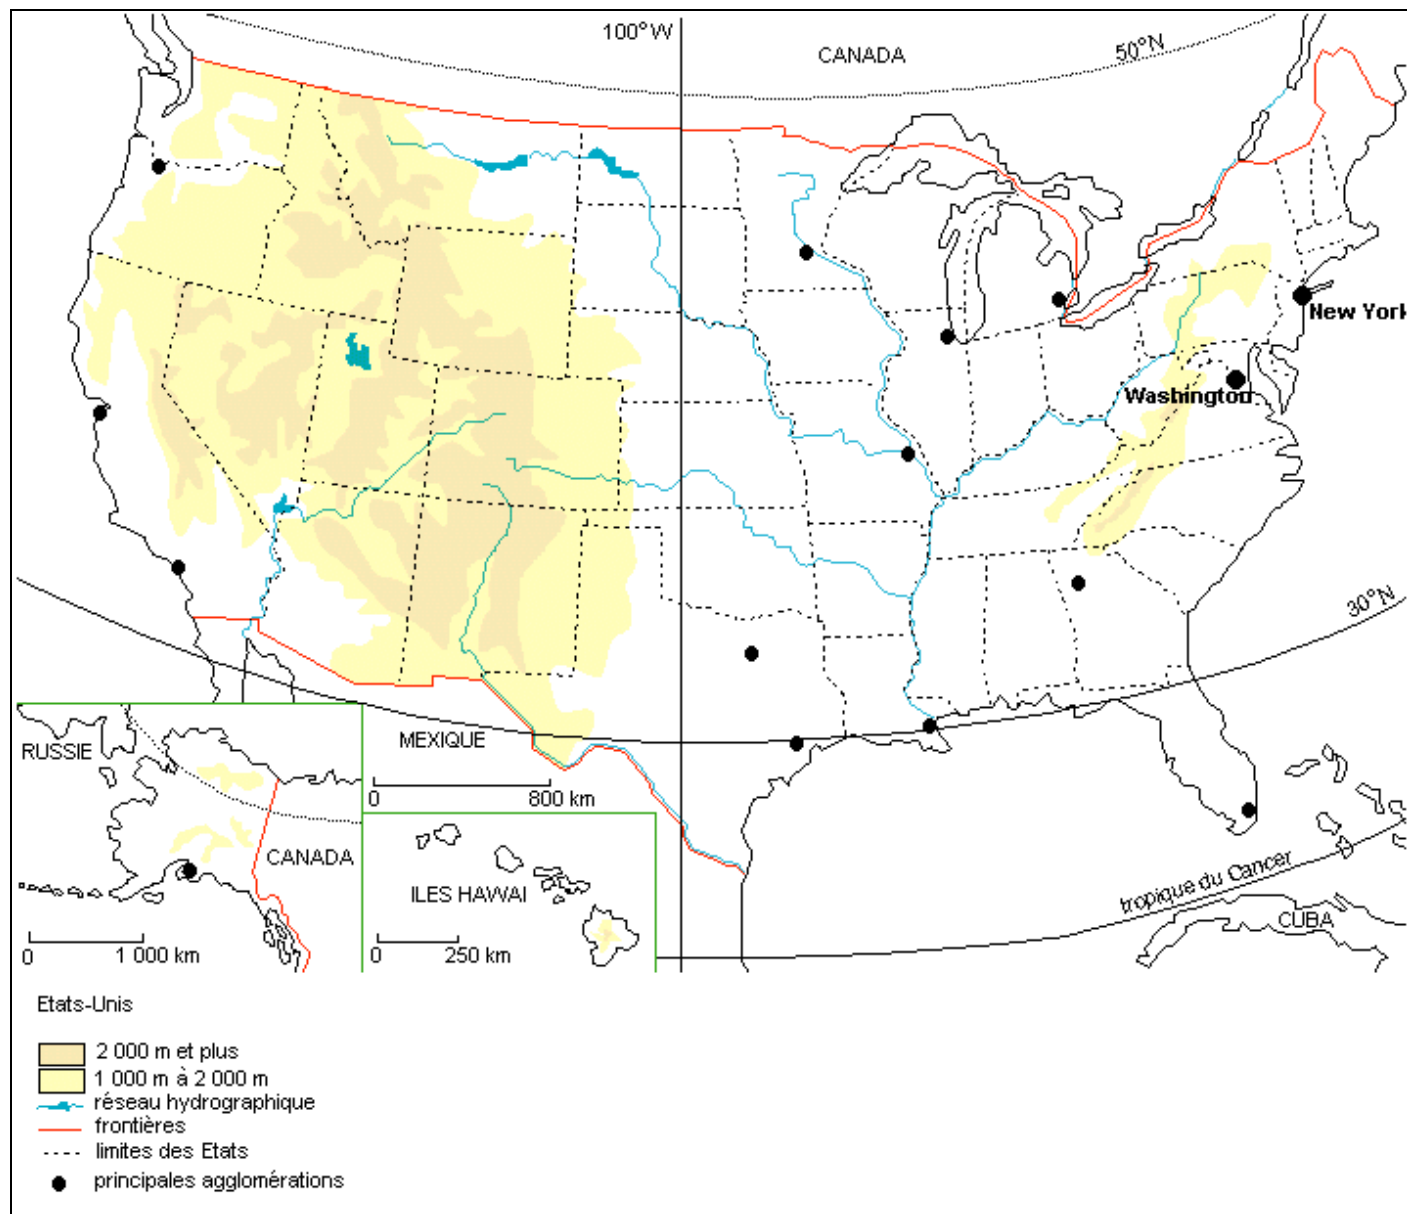 100°W
CANADA
50°N
New York
Washington
30°N
RUSSIE
MEXIQUE
0 800 km
CANADA
ILES HAWAI
tropique du Cancer
CUBA
0 1 000 km
0 250 km
Etats-Unis
2 000 m et plus
1 000 m à 2 000 m
réseau hydrographique
frontières
limites des Etats
principales agglomérations